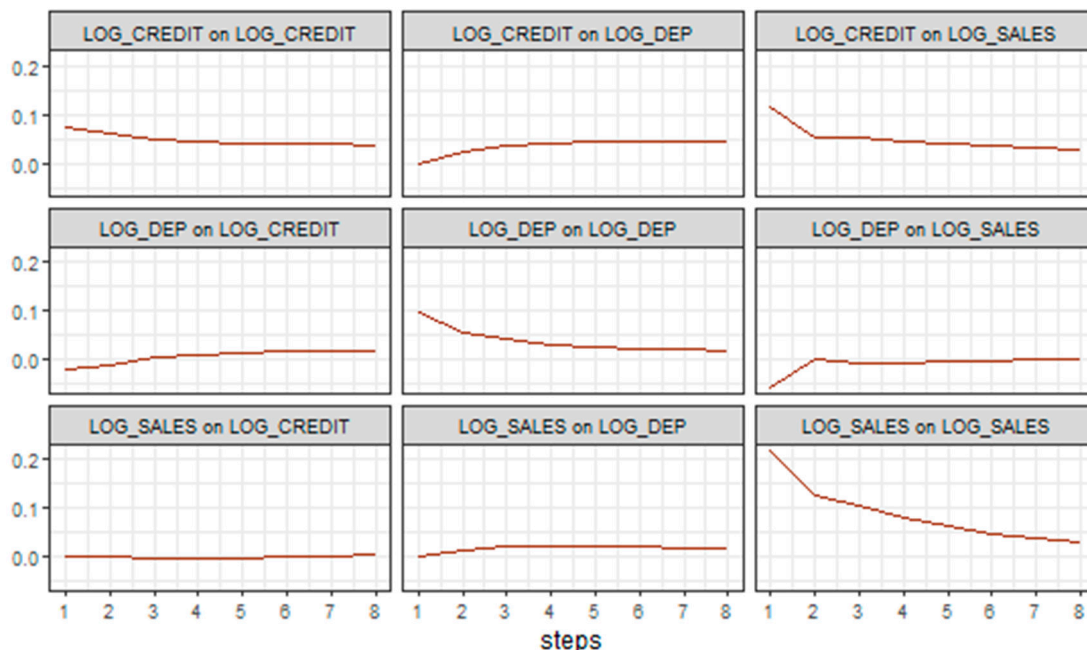 LOG_CREDIT on LOG_CREDIT LOG_CREDIT on LOG_DEP LOG_CREDIT on LOG_SALES
0.2
0.1
0.0
LOG_DEP on LOG_CREDIT LOG_DEP on LOG_DEP LOG_DEP on LOG_SALES
0.2
0.1
0.0
LOG_SALES on LOG_CREDIT LOG_SALES on LOG_DEP LOG_SALES on LOG_SALES
0.2
0.1
0.0
1 2 3 4 5 6 7 8 1 2 3 4 5 6 7 8 1 2 3 4 5 6 7 8
steps